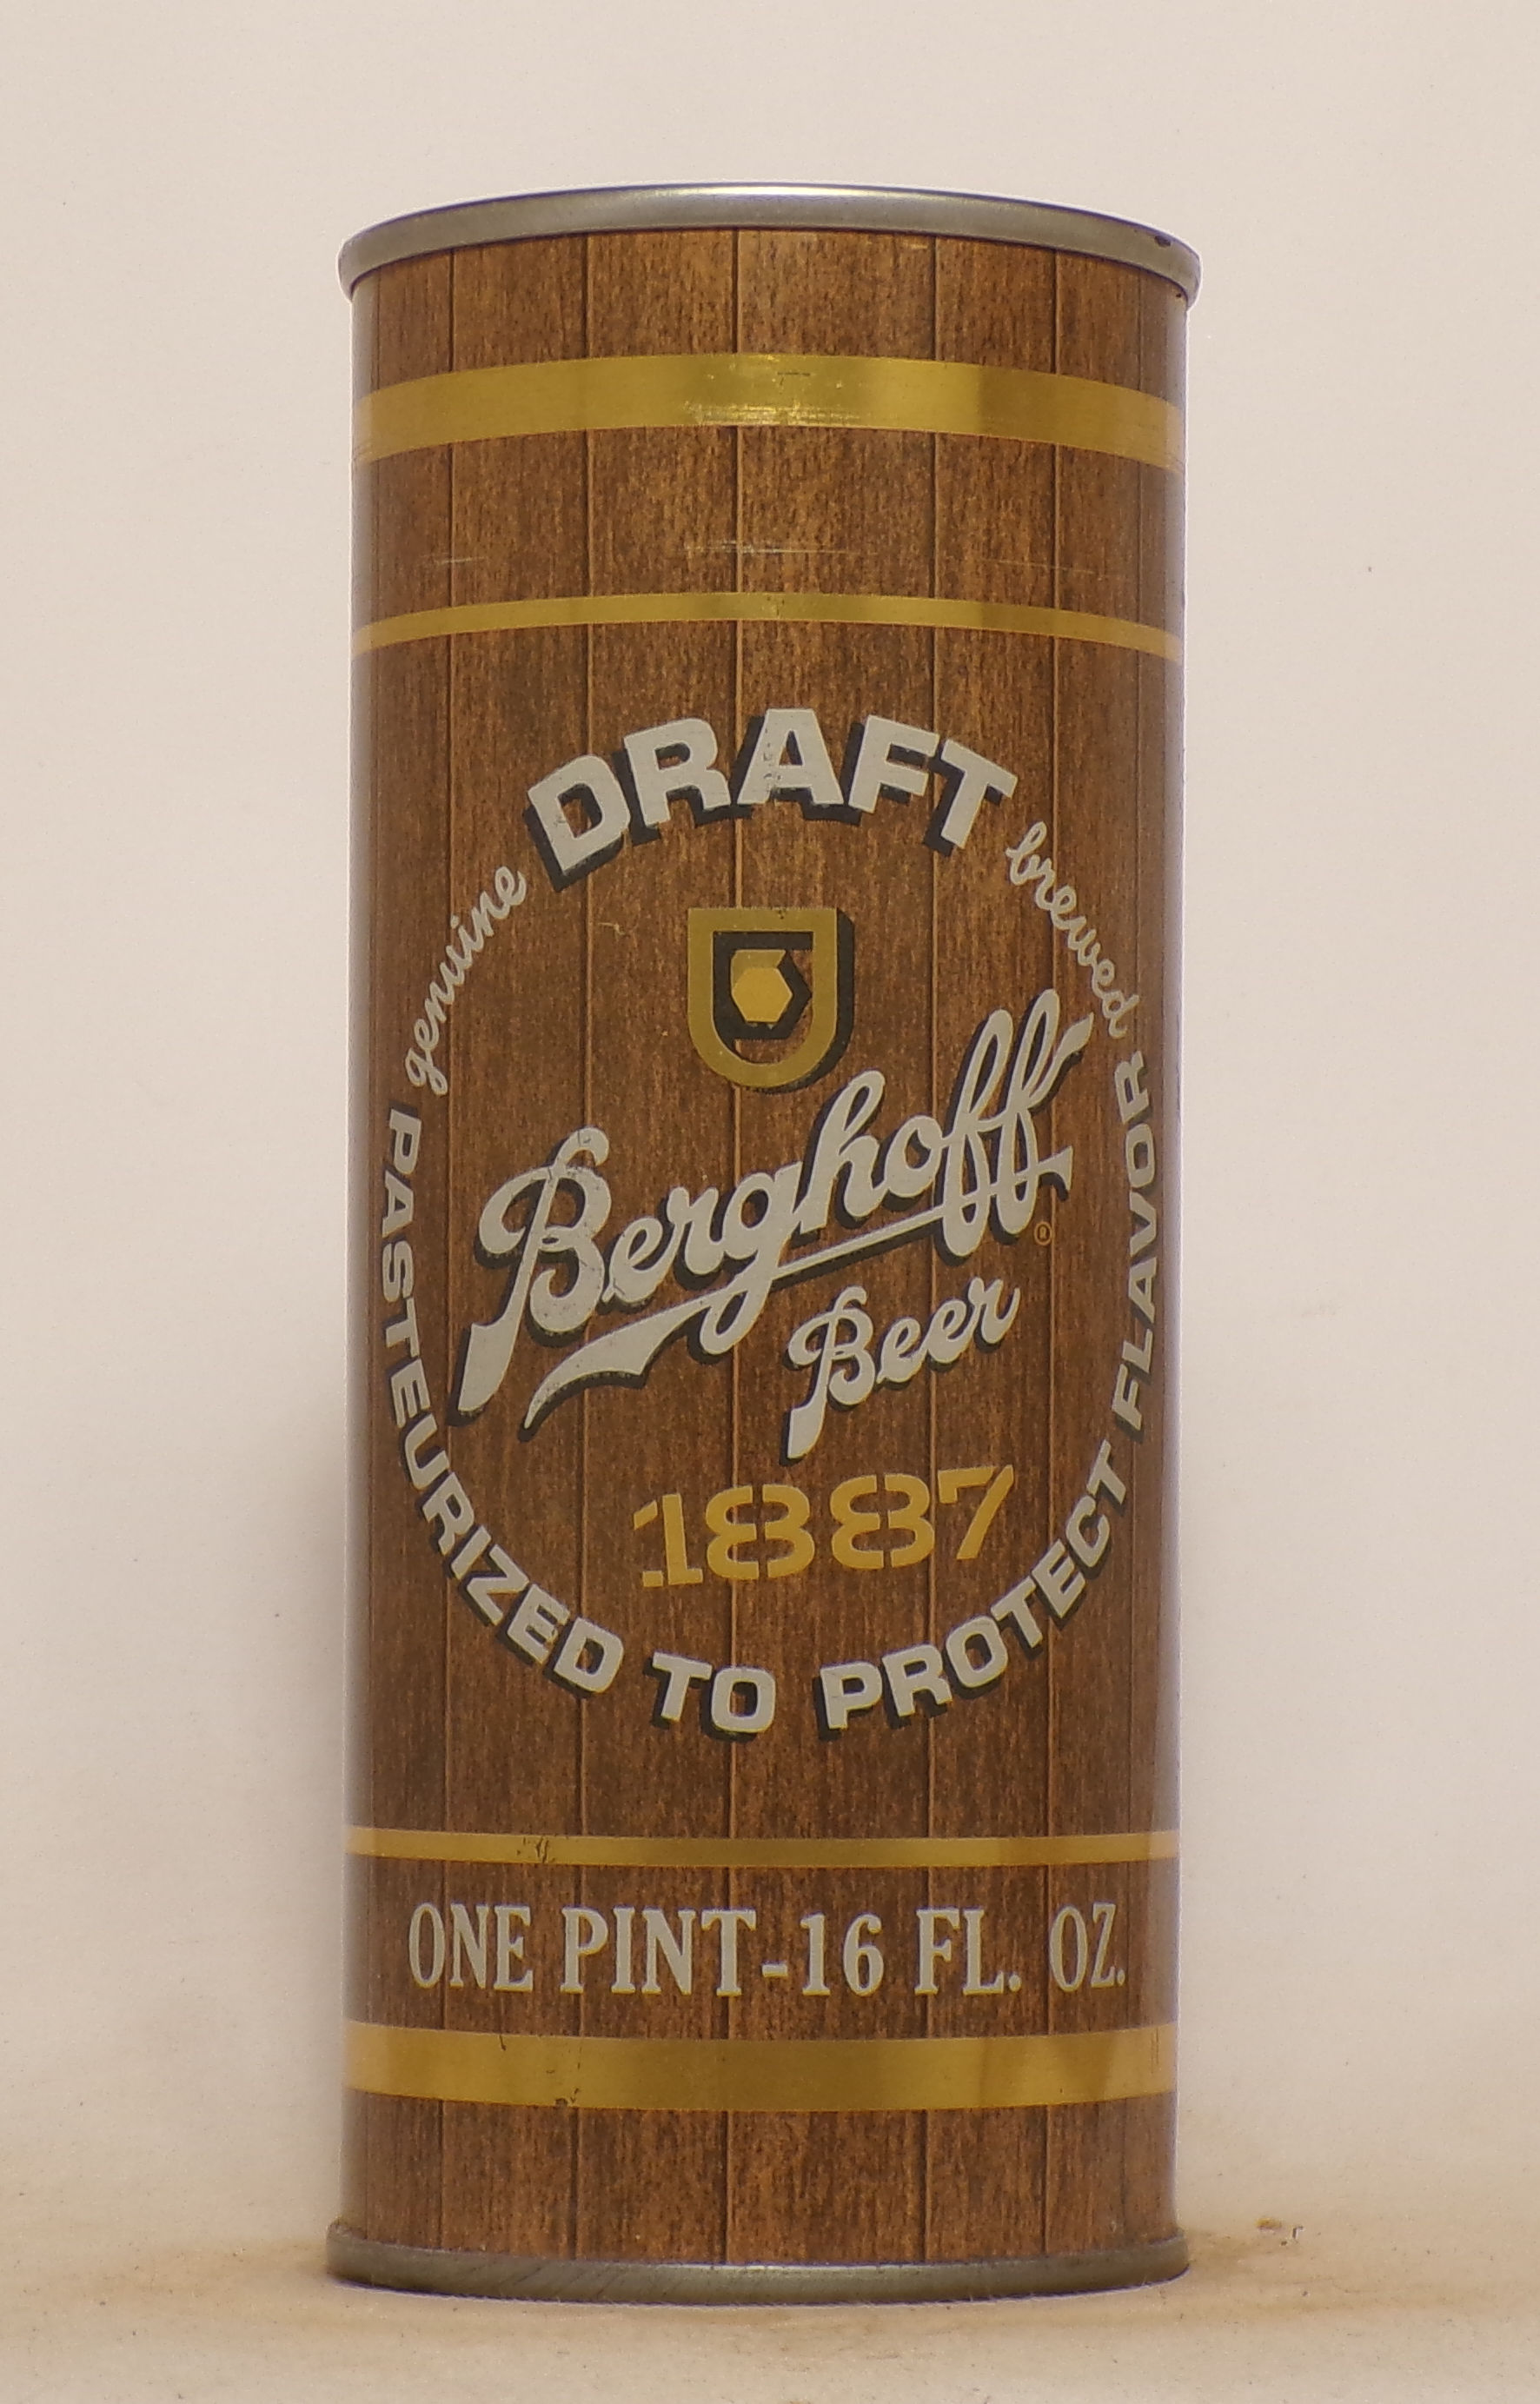 genuine DRAFT brewed
Berghoff®
Beer
1887
PASTEURIZED TO PROTECT FLAVOR
ONE PINT-16 FL. OZ.